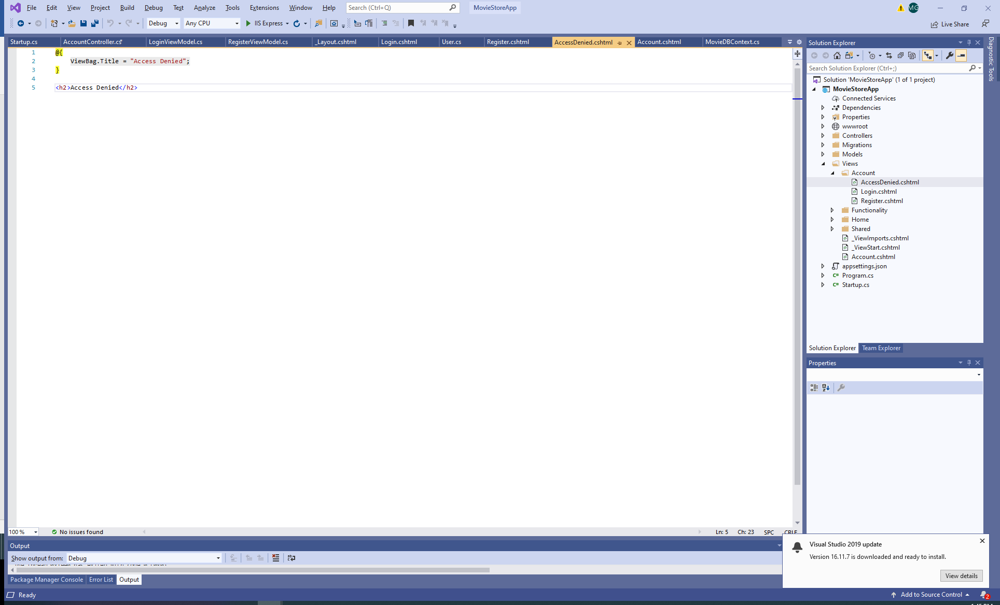 File Edit View Project Build Debug Test Analyze Tools Extensions Window Help Search (Ctrl+Q) MovieStoreApp MG
Debug Any CPU IIS Express Live Share
Startup.cs AccountController.cs* LoginViewModel.cs RegisterViewModel.cs _Layout.cshtml Login.cshtml User.cs Register.cshtml AccessDenied.cshtml Account.cshtml MovieDBContext.cs
1 @{
2 ViewBag.Title = "Access Denied";
3 }
4
5 <h2>Access Denied</h2>
100 % No issues found Ln: 5 Ch: 23 SPC CRLF
Output
Show output from: Debug
Package Manager Console Error List Output
Ready
Solution Explorer
Search Solution Explorer (Ctrl+;)
Solution 'MovieStoreApp' (1 of 1 project)
MovieStoreApp
Connected Services
Dependencies
Properties
wwwroot
Controllers
Migrations
Models
Views
Account
AccessDenied.cshtml
Login.cshtml
Register.cshtml
Functionality
Home
Shared
_ViewImports.cshtml
_ViewStart.cshtml
Account.cshtml
appsettings.json
C# Program.cs
C# Startup.cs
Solution Explorer Team Explorer
Properties
Diagnostic Tools
Visual Studio 2019 update
Version 16.11.7 is downloaded and ready to install.
View details
Add to Source Control 2